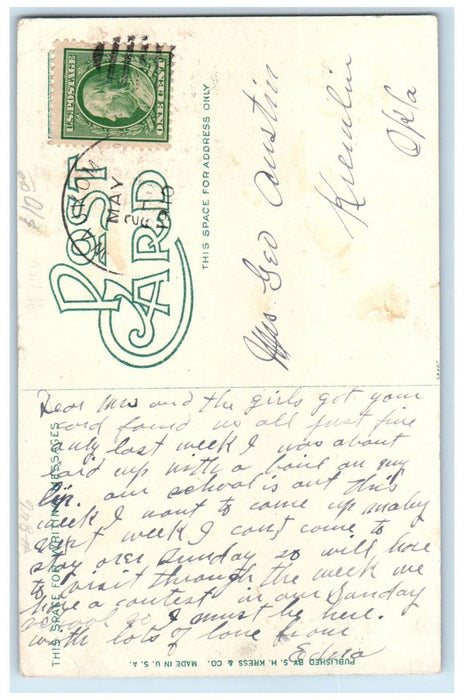 U.S. POSTAGE
ONE CENT
MAY
1910
POST CARD
THIS SPACE FOR ADDRESS ONLY
Mrs Geo Austin
Kremlin
Okla
THIS SPACE FOR WRITING MESSAGES
Dear Mrs and the girls got your
card found us all just fine
only last week I was about
laid up with a boil on my
lip. our school is out this
week I want to come up maby
next week I cant come to
stay over Sunday so will have
to visit through the week we
have a contest in our Sunday
school so I must be here.
with lots of love from
Edna
PUBLISHED BY S. H. KRESS & CO. MADE IN U.S.A.